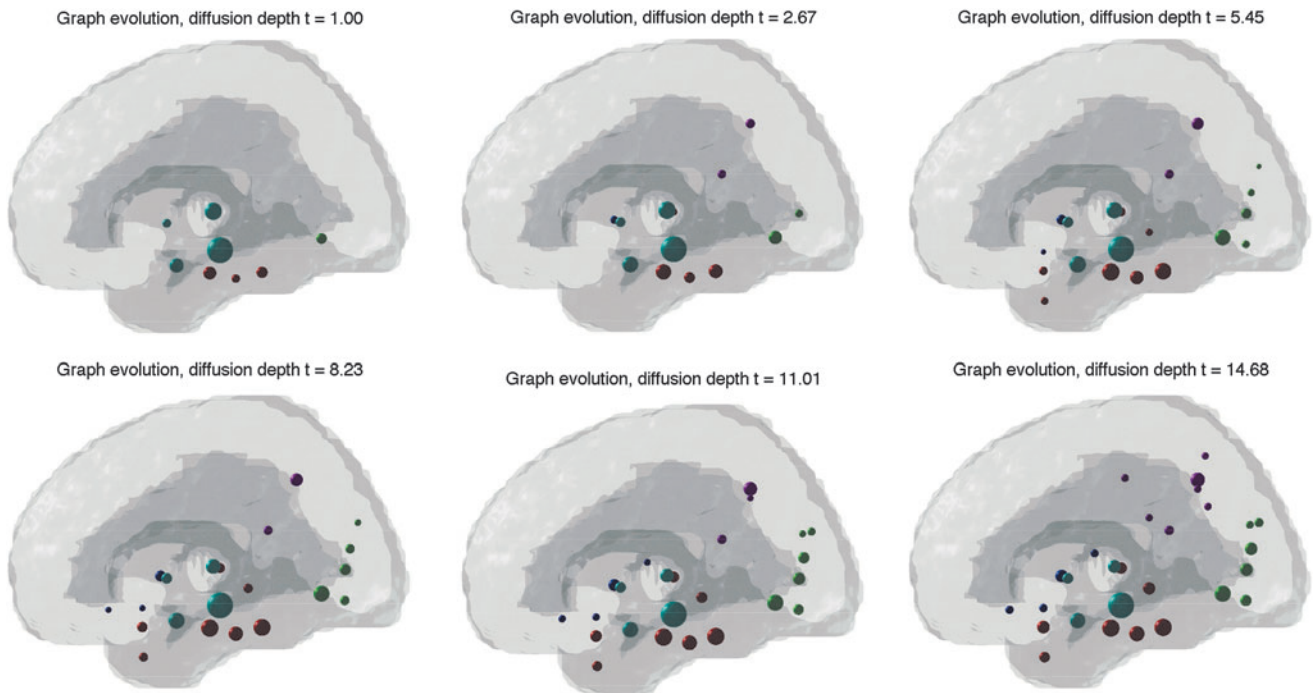 Graph evolution, diffusion depth t = 1.00
Graph evolution, diffusion depth t = 2.67
Graph evolution, diffusion depth t = 5.45
Graph evolution, diffusion depth t = 8.23
Graph evolution, diffusion depth t = 11.01
Graph evolution, diffusion depth t = 14.68